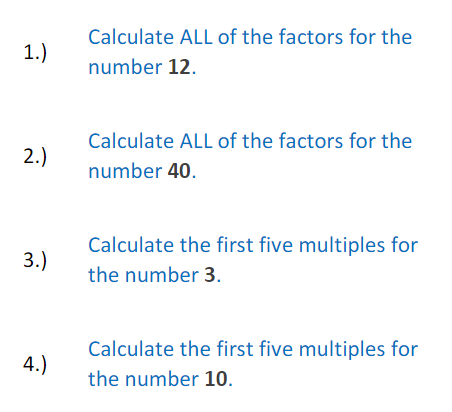 1.) Calculate ALL of the factors for the
number 12.
2.) Calculate ALL of the factors for the
number 40.
3.) Calculate the first five multiples for
the number 3.
4.) Calculate the first five multiples for
the number 10.